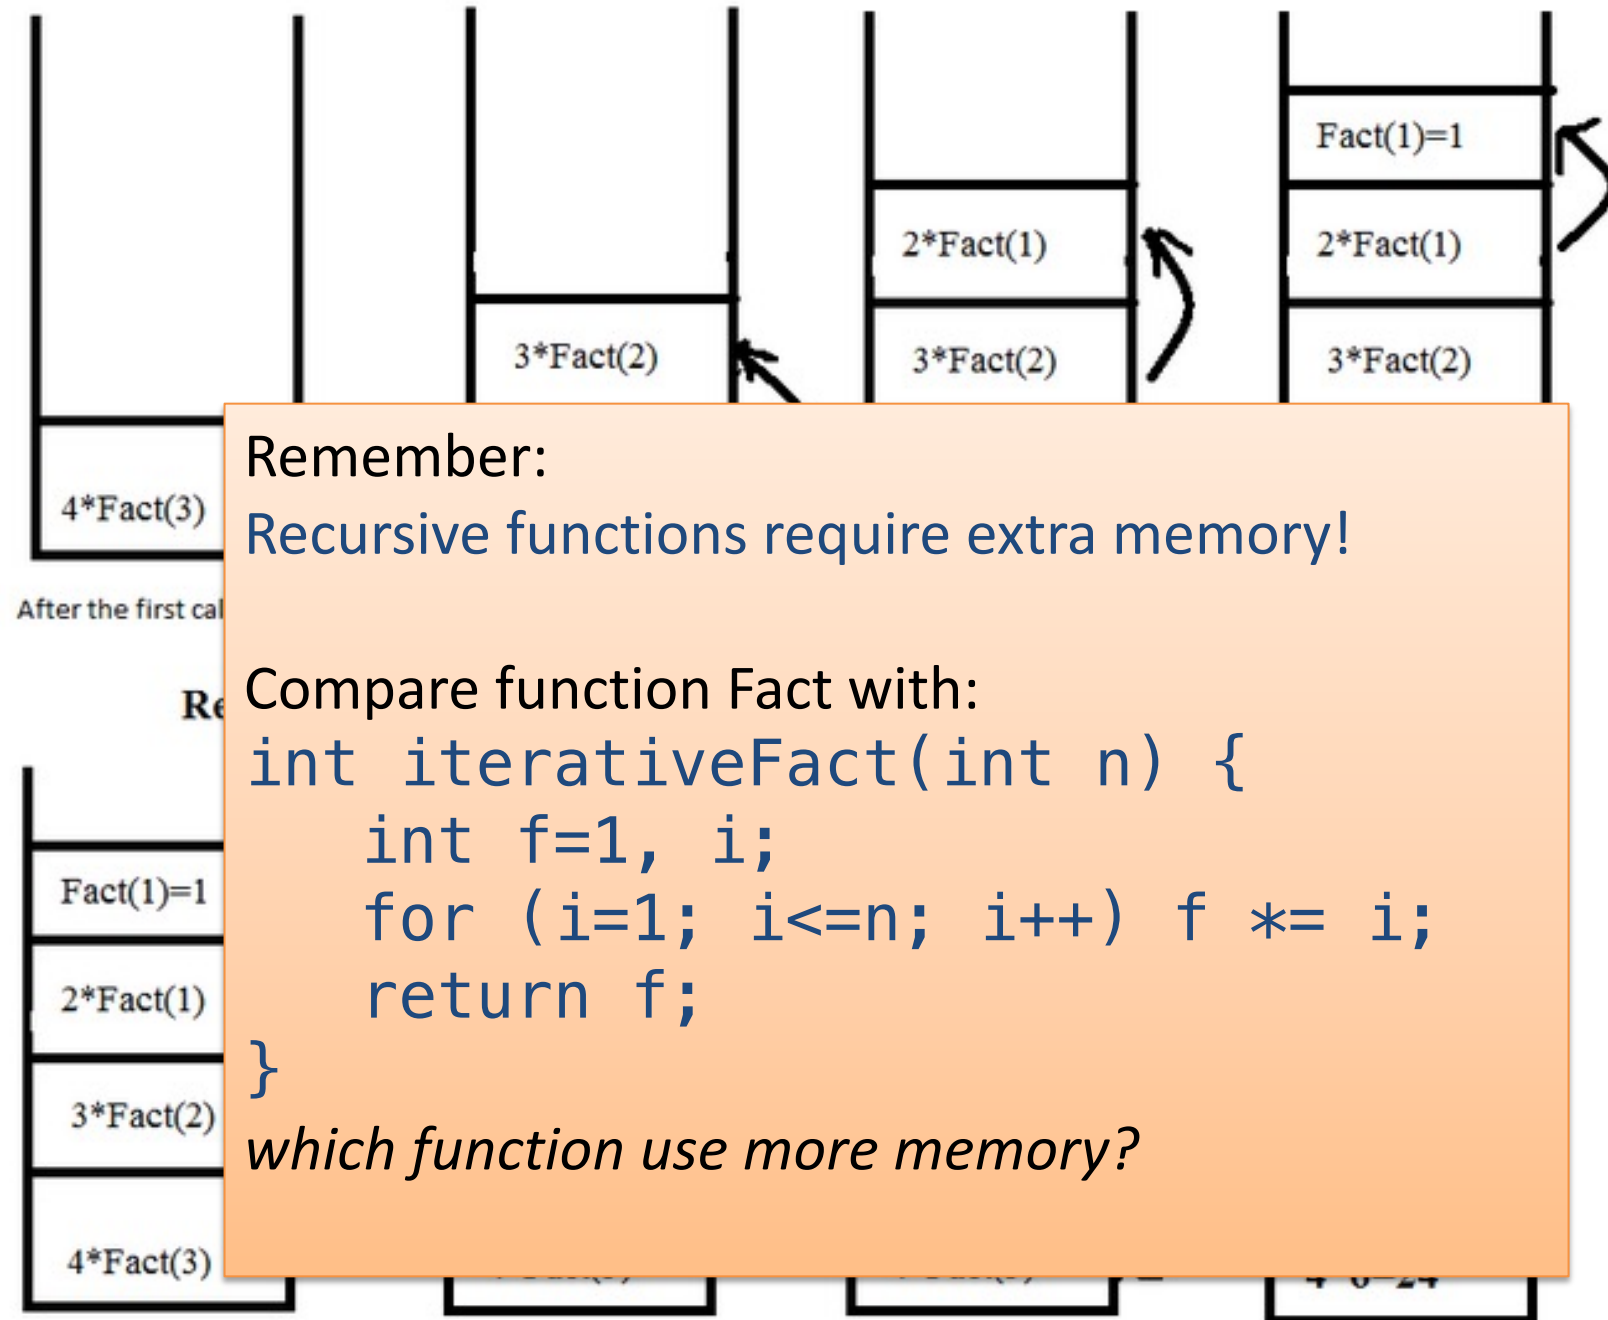 Fact(1)=1
2*Fact(1)
2*Fact(1)
3*Fact(2)
3*Fact(2)
3*Fact(2)
4*Fact(3)
Remember:
Recursive functions require extra memory!
After the first
Compare function Fact with:
int iterativeFact(int n) {
int f=1, i;
for (i=1; i<=n; i++) f *= i;
return f;
}
which function use more memory?
Fact(1)=1
2*Fact(1)
3*Fact(2)
4*Fact(3)